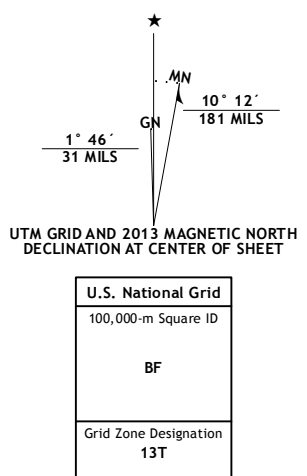 ★
MN
GN
10° 12´
181 MILS
1° 46´
31 MILS
UTM GRID AND 2013 MAGNETIC NORTH
DECLINATION AT CENTER OF SHEET
U.S. National Grid
100,000-m Square ID
BF
Grid Zone Designation
13T